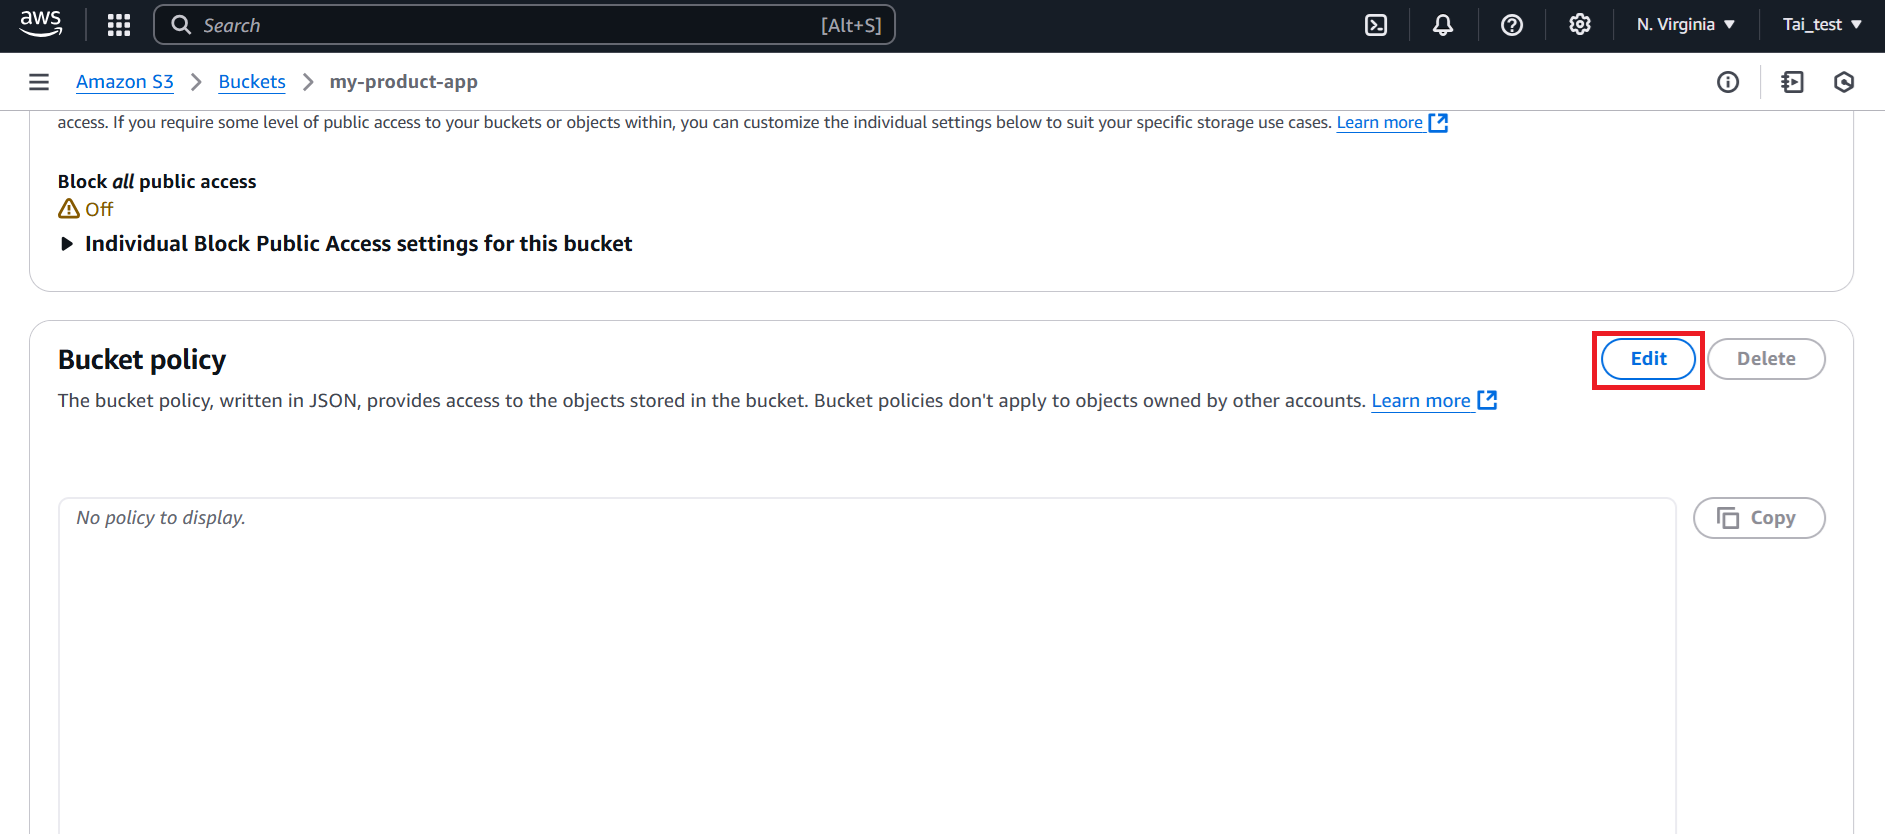 aws
Search [Alt+S] N. Virginia Tai_test
Amazon S3 Buckets my-product-app
access. If you require some level of public access to your buckets or objects within, you can customize the individual settings below to suit your specific storage use cases. Learn more
Block all public access
Off
Individual Block Public Access settings for this bucket
Bucket policy Edit Delete
The bucket policy, written in JSON, provides access to the objects stored in the bucket. Bucket policies don't apply to objects owned by other accounts. Learn more
No policy to display. Copy